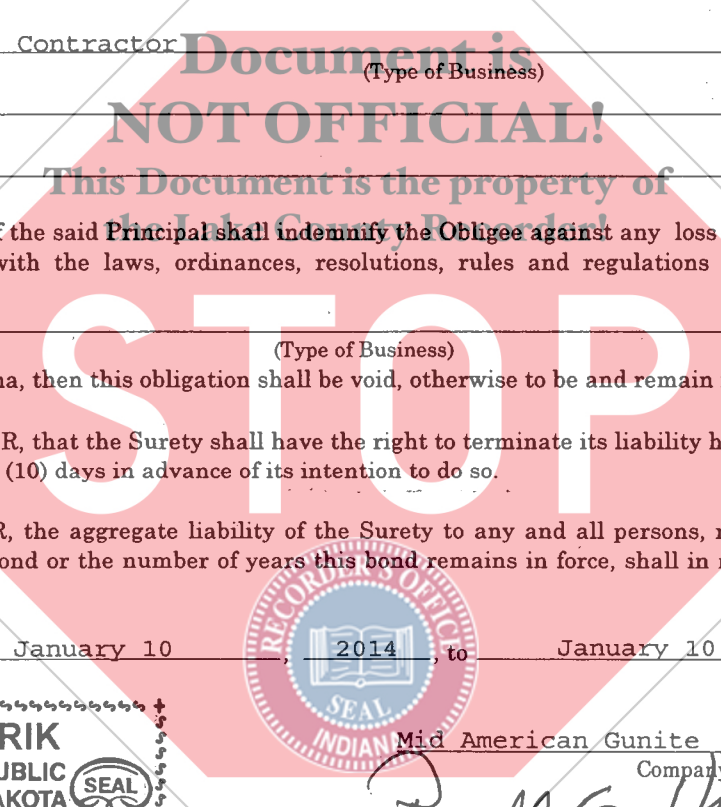 Contractor
Document is
(Type of Business)
NOT OFFICIAL!
This Document is the property of
the Lake County Recorder!
the said Principal shall indemnify the Obligee against any loss
with the laws, ordinances, resolutions, rules and regulations
STOP
(Type of Business)
na, then this obligation shall be void, otherwise to be and remain
R, that the Surety shall have the right to terminate its liability h
(10) days in advance of its intention to do so.
R, the aggregate liability of the Surety to any and all persons,
ond or the number of years this bond remains in force, shall in
RECORDER'S OFFICE
January 10, 2014, to January 10
SEAL
INDIANA
RIK
Mid American Gunite
UBLIC
SEAL
Company
AKOTA